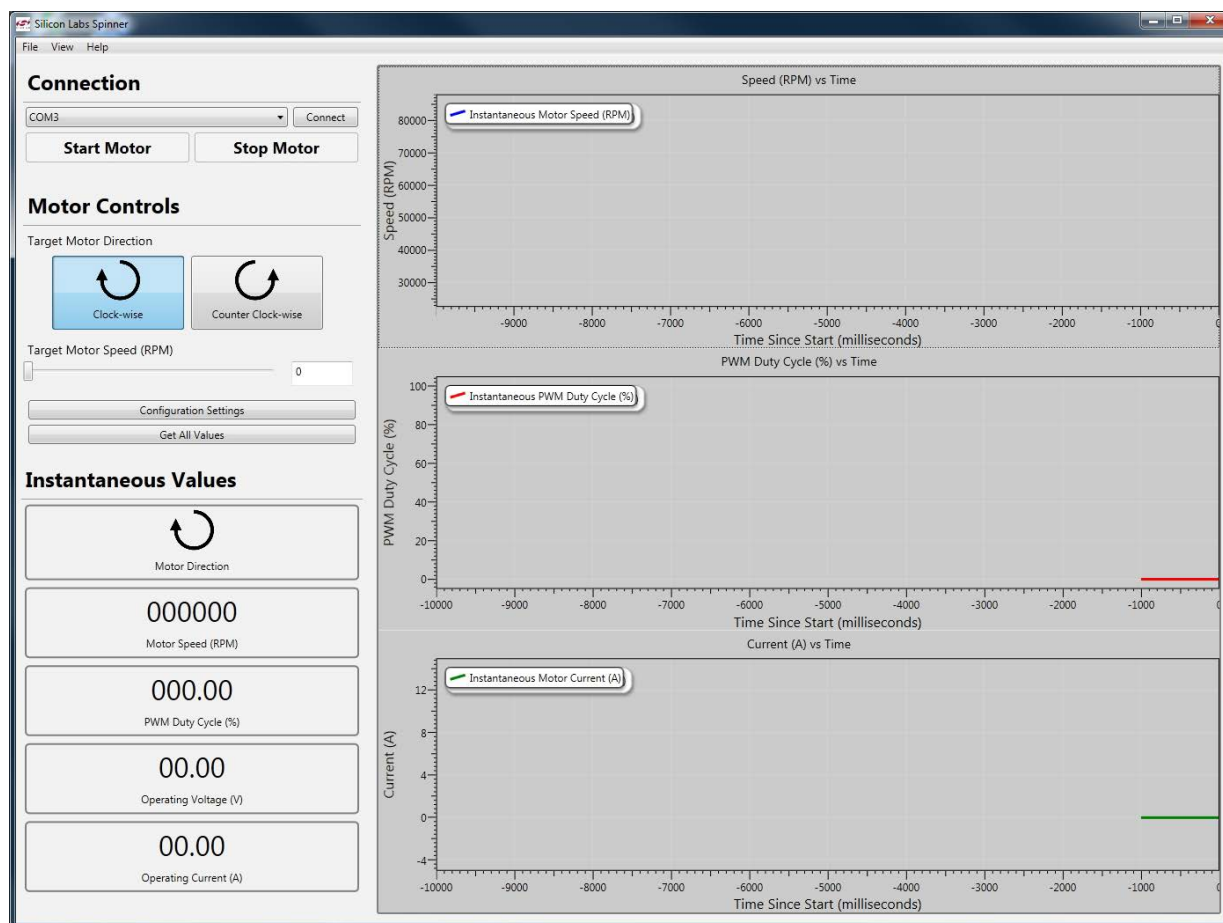 Silicon Labs Spinner
File View Help
Connection
COM3 Connect
Start Motor Stop Motor
Motor Controls
Target Motor Direction
Clock-wise Counter Clock-wise
Target Motor Speed (RPM)
0
Configuration Settings
Get All Values
Instantaneous Values
Motor Direction
000000
Motor Speed (RPM)
000.00
PWM Duty Cycle (%)
00.00
Operating Voltage (V)
00.00
Operating Current (A)
Speed (RPM) vs Time
Instantaneous Motor Speed (RPM)
Speed (RPM)
80000
70000
60000
50000
40000
30000
-9000 -8000 -7000 -6000 -5000 -4000 -3000 -2000 -1000 0
Time Since Start (milliseconds)
PWM Duty Cycle (%) vs Time
Instantaneous PWM Duty Cycle (%)
PWM Duty Cycle (%)
100
80
60
40
20
0
-10000 -9000 -8000 -7000 -6000 -5000 -4000 -3000 -2000 -1000 0
Time Since Start (milliseconds)
Current (A) vs Time
Instantaneous Motor Current (A)
Current (A)
12
8
4
0
-4
-10000 -9000 -8000 -7000 -6000 -5000 -4000 -3000 -2000 -1000 0
Time Since Start (milliseconds)